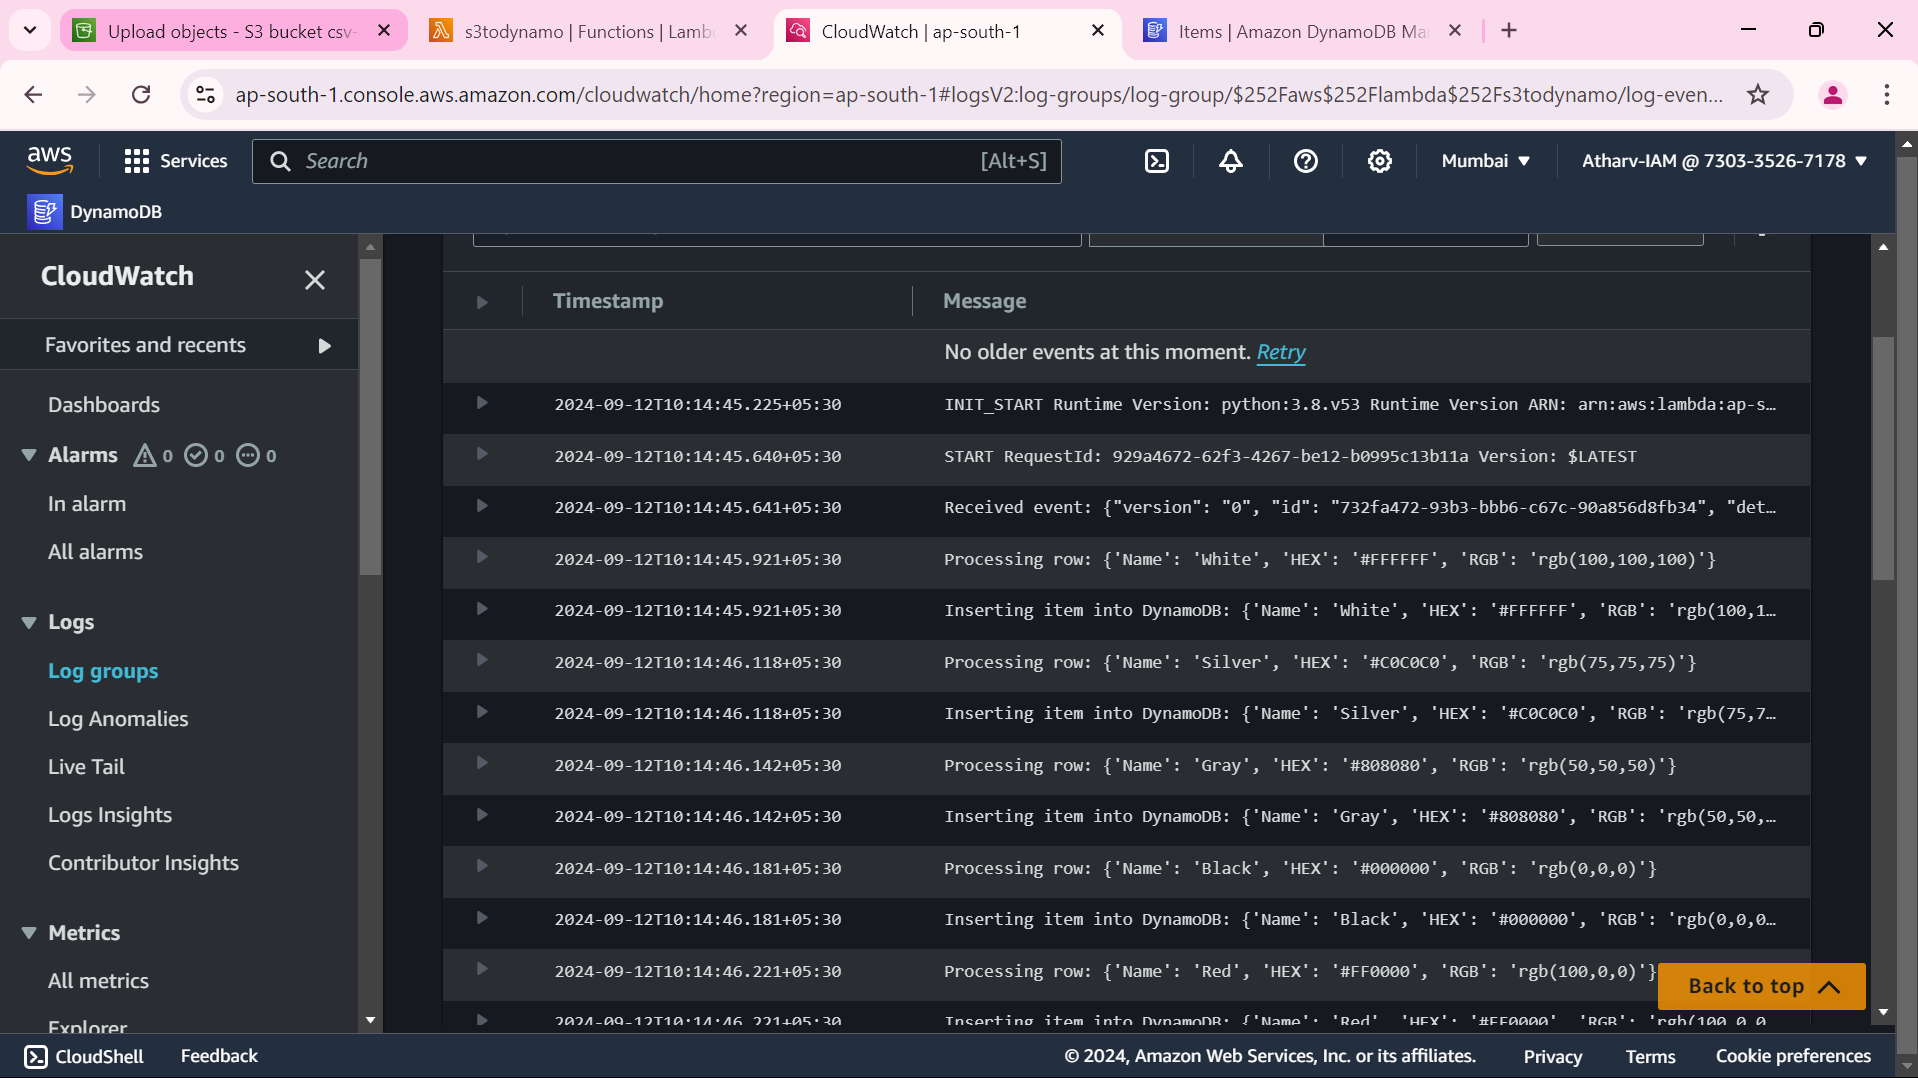 Upload objects - S3 bucket csv-
s3todynamo | Functions | Lamb
CloudWatch | ap-south-1
Items | Amazon DynamoDB Ma
ap-south-1.console.aws.amazon.com/cloudwatch/home?region=ap-south-1#logsV2:log-groups/log-group/$252Faws$252Flambda$252Fs3todynamo/log-even...
aws
Services
Search
[Alt+S]
Mumbai
Atharv-IAM @ 7303-3526-7178
DynamoDB
CloudWatch
Favorites and recents
Dashboards
Alarms 0 0 0
In alarm
All alarms
Logs
Log groups
Log Anomalies
Live Tail
Logs Insights
Contributor Insights
Metrics
All metrics
Explorer
Timestamp Message
No older events at this moment. Retry
2024-09-12T10:14:45.225+05:30 INIT_START Runtime Version: python:3.8.v53 Runtime Version ARN: arn:aws:lambda:ap-s…
2024-09-12T10:14:45.640+05:30 START RequestId: 929a4672-62f3-4267-be12-b0995c13b11a Version: $LATEST
2024-09-12T10:14:45.641+05:30 Received event: {"version": "0", "id": "732fa472-93b3-bbb6-c67c-90a856d8fb34", "det…
2024-09-12T10:14:45.921+05:30 Processing row: {'Name': 'White', 'HEX': '#FFFFFF', 'RGB': 'rgb(100,100,100)'}
2024-09-12T10:14:45.921+05:30 Inserting item into DynamoDB: {'Name': 'White', 'HEX': '#FFFFFF', 'RGB': 'rgb(100,1…
2024-09-12T10:14:46.118+05:30 Processing row: {'Name': 'Silver', 'HEX': '#C0C0C0', 'RGB': 'rgb(75,75,75)'}
2024-09-12T10:14:46.118+05:30 Inserting item into DynamoDB: {'Name': 'Silver', 'HEX': '#C0C0C0', 'RGB': 'rgb(75,7…
2024-09-12T10:14:46.142+05:30 Processing row: {'Name': 'Gray', 'HEX': '#808080', 'RGB': 'rgb(50,50,50)'}
2024-09-12T10:14:46.142+05:30 Inserting item into DynamoDB: {'Name': 'Gray', 'HEX': '#808080', 'RGB': 'rgb(50,50,…
2024-09-12T10:14:46.181+05:30 Processing row: {'Name': 'Black', 'HEX': '#000000', 'RGB': 'rgb(0,0,0)'}
2024-09-12T10:14:46.181+05:30 Inserting item into DynamoDB: {'Name': 'Black', 'HEX': '#000000', 'RGB': 'rgb(0,0,0…
2024-09-12T10:14:46.221+05:30 Processing row: {'Name': 'Red', 'HEX': '#FF0000', 'RGB': 'rgb(100,0,0)'}
2024-09-12T10:14:46.221+05:30 Inserting item into DynamoDB: {'Name': 'Red', 'HEX': '#FF0000', 'RGB': 'rgb(100,0,0
Back to top
CloudShell
Feedback
© 2024, Amazon Web Services, Inc. or its affiliates.
Privacy
Terms
Cookie preferences